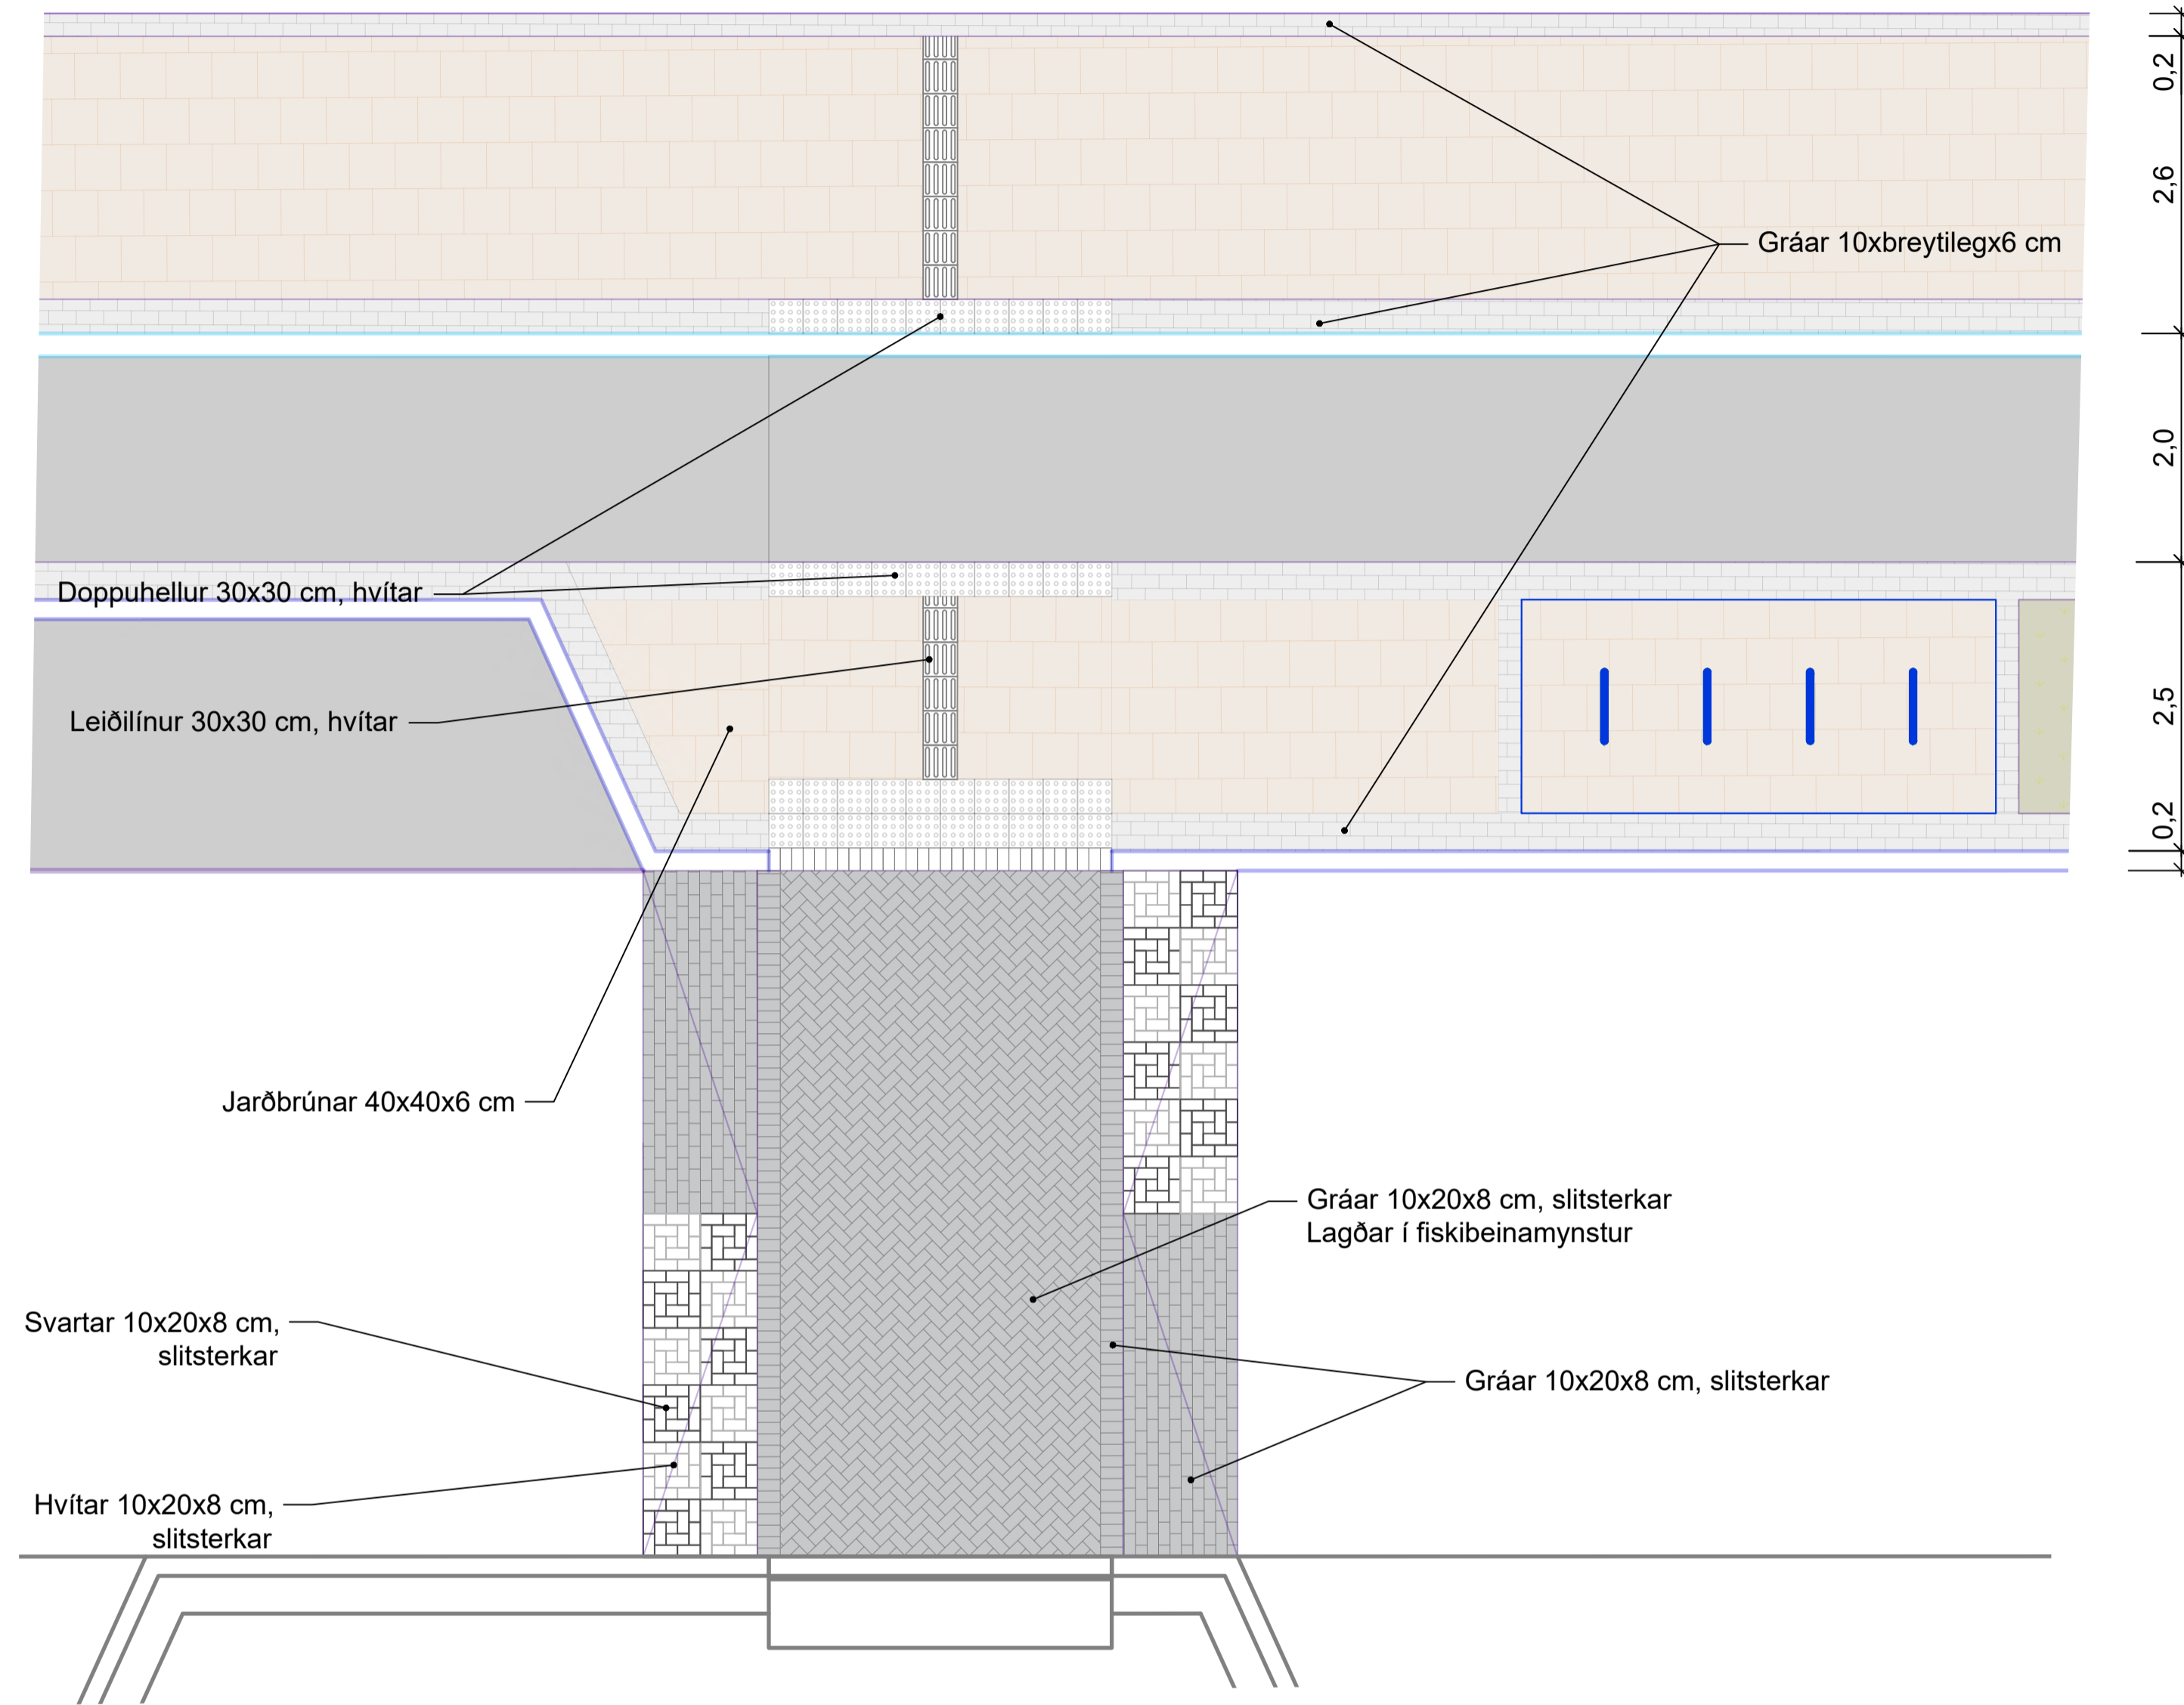 0,2
2,6
Gráar 10xbreytilegx6 cm
2,0
Doppuhellur 30x30 cm, hvítar
Leiðilínur 30x30 cm, hvítar
2,5
0,2
Jarðbrúnar 40x40x6 cm
Gráar 10x20x8 cm, slitsterkar
Lagðar í fiskibeinamynstur
Svartar 10x20x8 cm,
slitsterkar
Gráar 10x20x8 cm, slitsterkar
Hvítar 10x20x8 cm,
slitsterkar